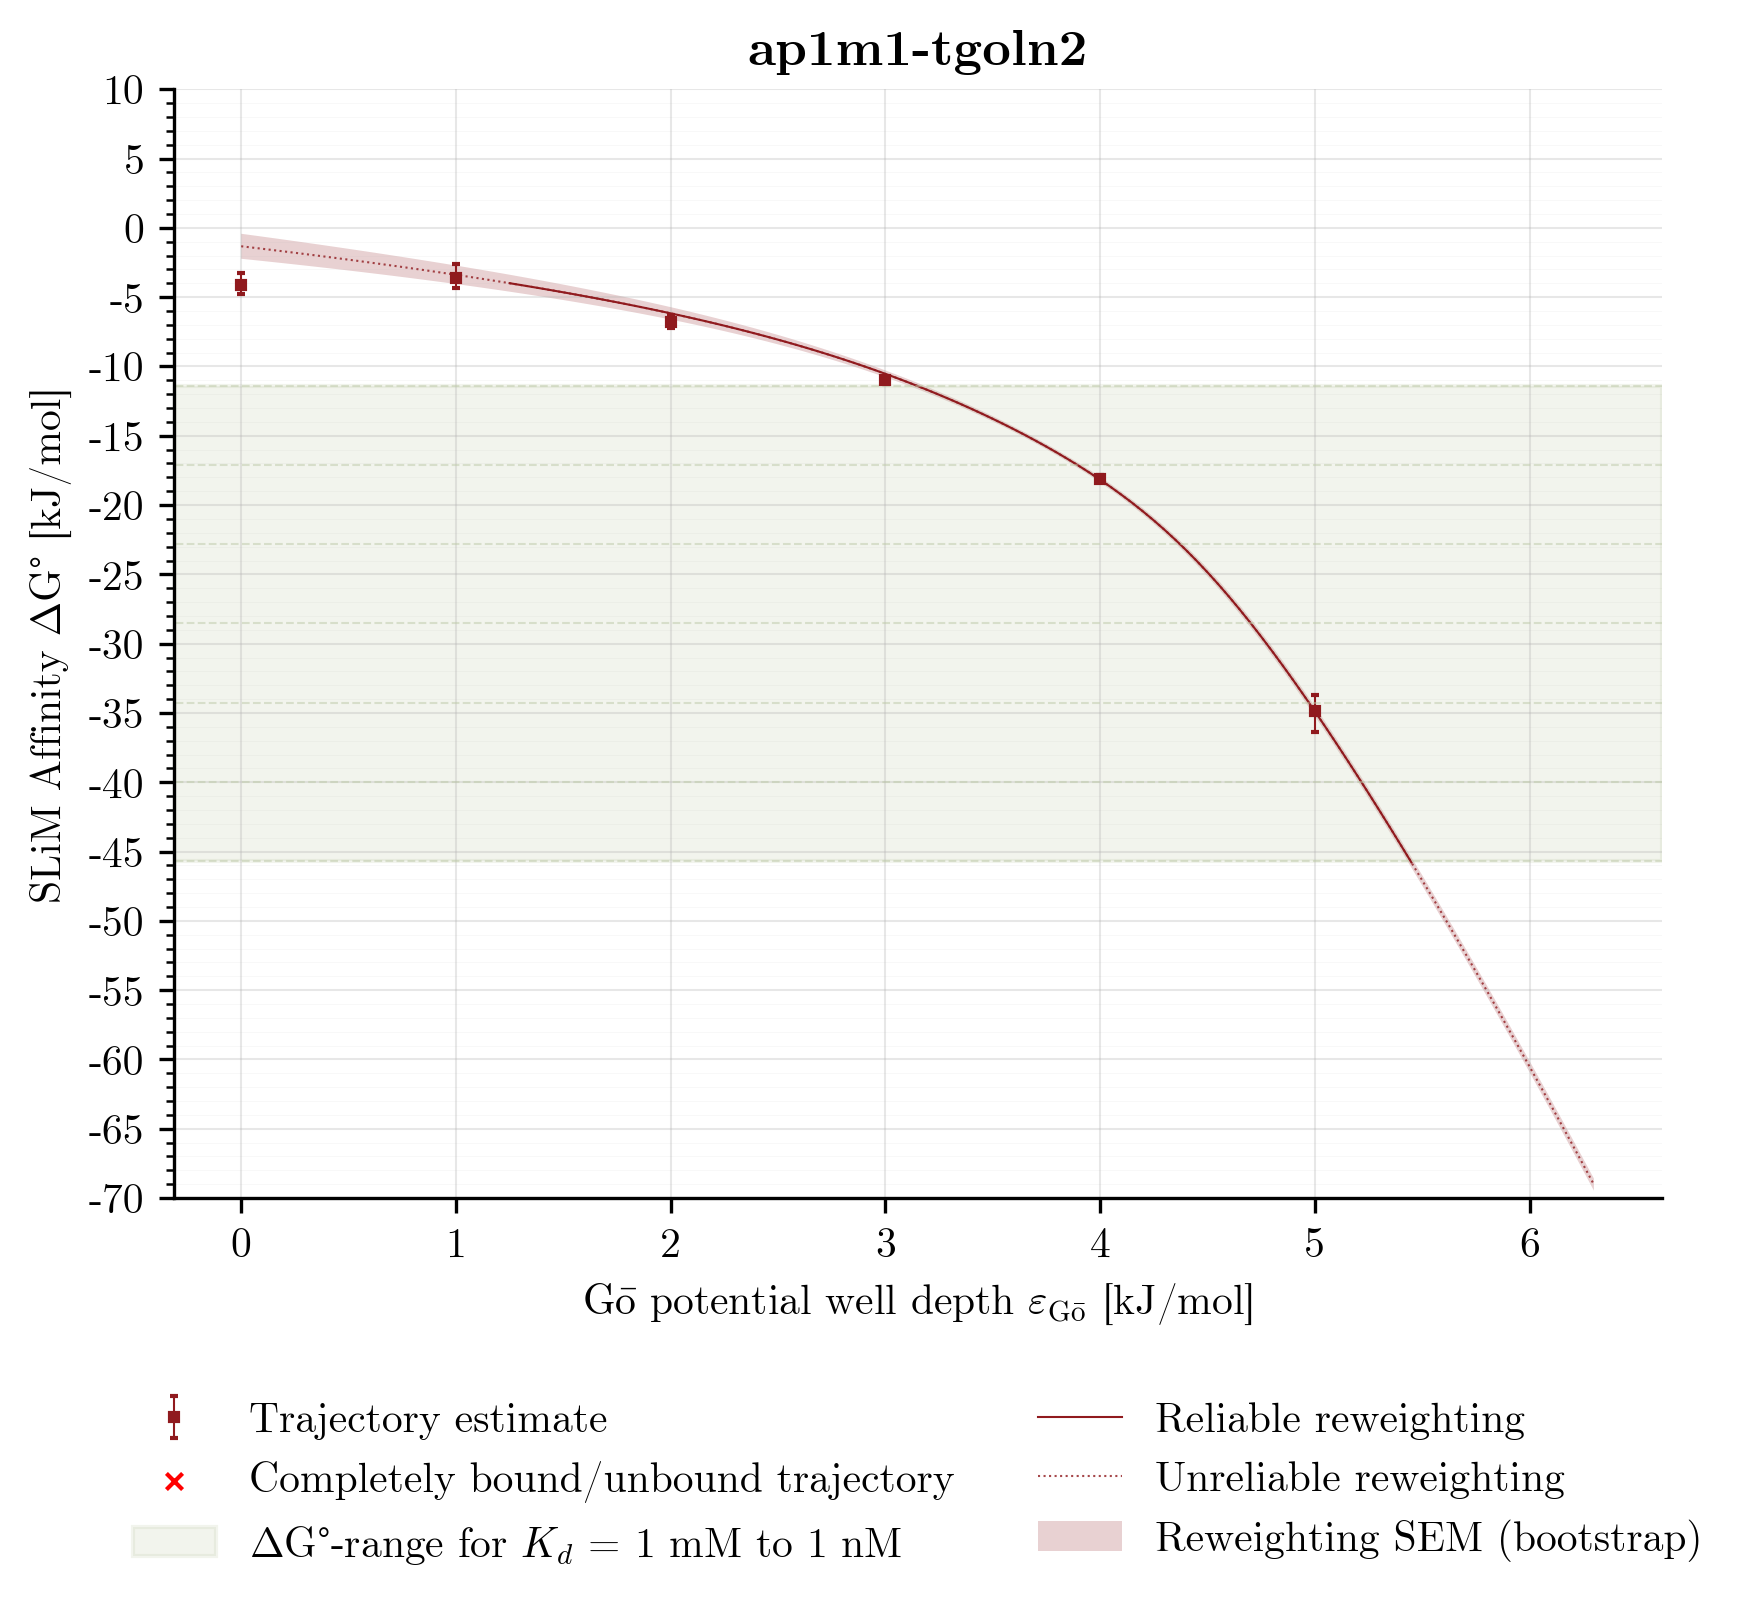 ap1m1-tgoln2
10
5
0
-5
-10
-15
-20
-25
-30
-35
-40
-45
-50
-55
-60
-65
-70
SLiM Affinity ΔG° [kJ/mol]
0 1 2 3 4 5 6
Gō potential well depth εGō [kJ/mol]
Trajectory estimate
Completely bound/unbound trajectory
ΔG°-range for Kd = 1 mM to 1 nM
Reliable reweighting
Unreliable reweighting
Reweighting SEM (bootstrap)